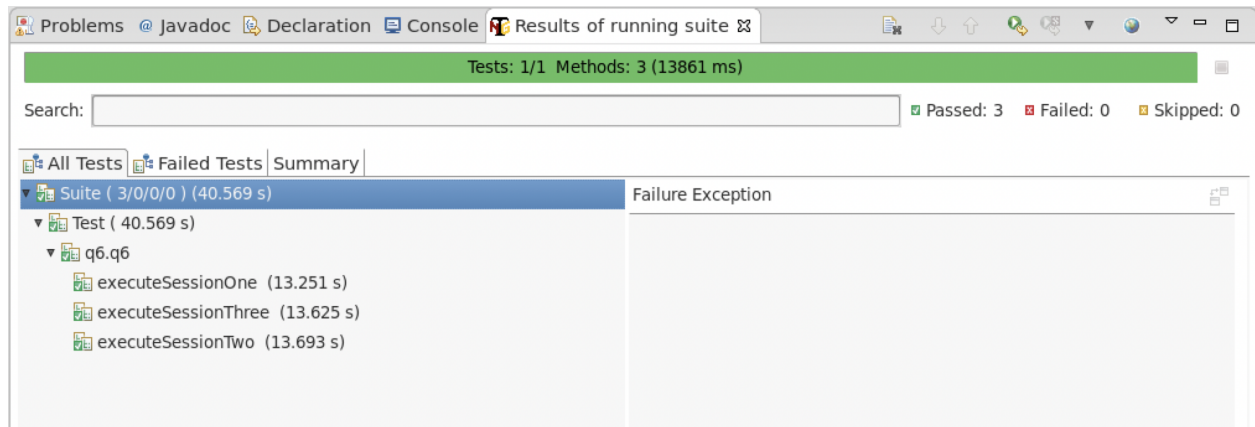 Problems @ Javadoc Declaration Console Results of running suite
Tests: 1/1 Methods: 3 (13861 ms)
Search: Passed: 3 Failed: 0 Skipped: 0
All Tests Failed Tests Summary
Suite ( 3/0/0/0 ) (40.569 s) Failure Exception
Test ( 40.569 s)
q6.q6
executeSessionOne (13.251 s)
executeSessionThree (13.625 s)
executeSessionTwo (13.693 s)